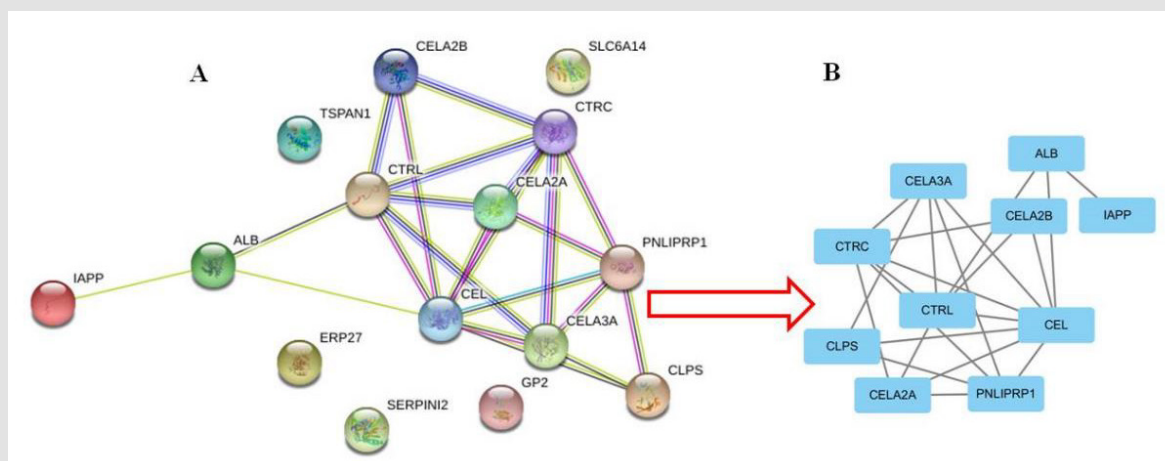 A
CELA2B
SLC6A14
TSPAN1
CTRC
CTRL
CELA2A
ALB
PNLIPRP1
IAPP
CEL
CELA3A
ERP27
CLPS
GP2
SERPINI2
B
ALB
CELA3A
CELA2B
IAPP
CTRC
CTRL
CEL
CLPS
CELA2A
PNLIPRP1